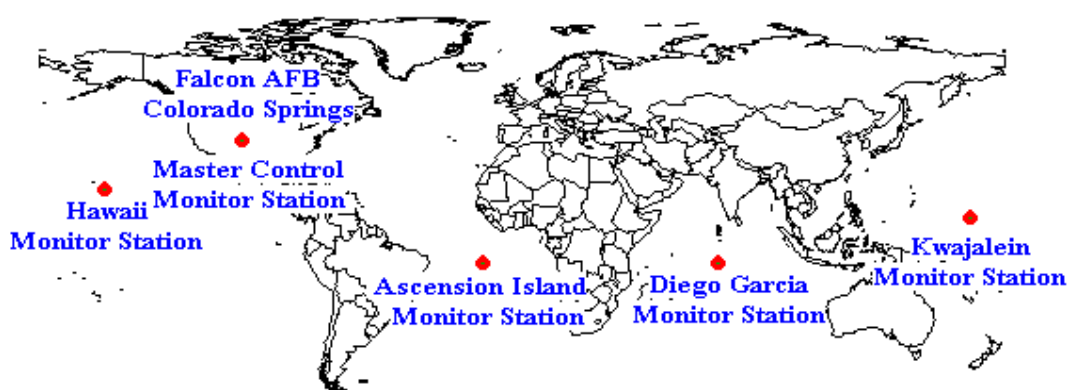 Falcon AFB
Colorado Springs
Master Control
Monitor Station
Hawaii
Monitor Station
Ascension Island
Monitor Station
Diego Garcia
Monitor Station
Kwajalein
Monitor Station